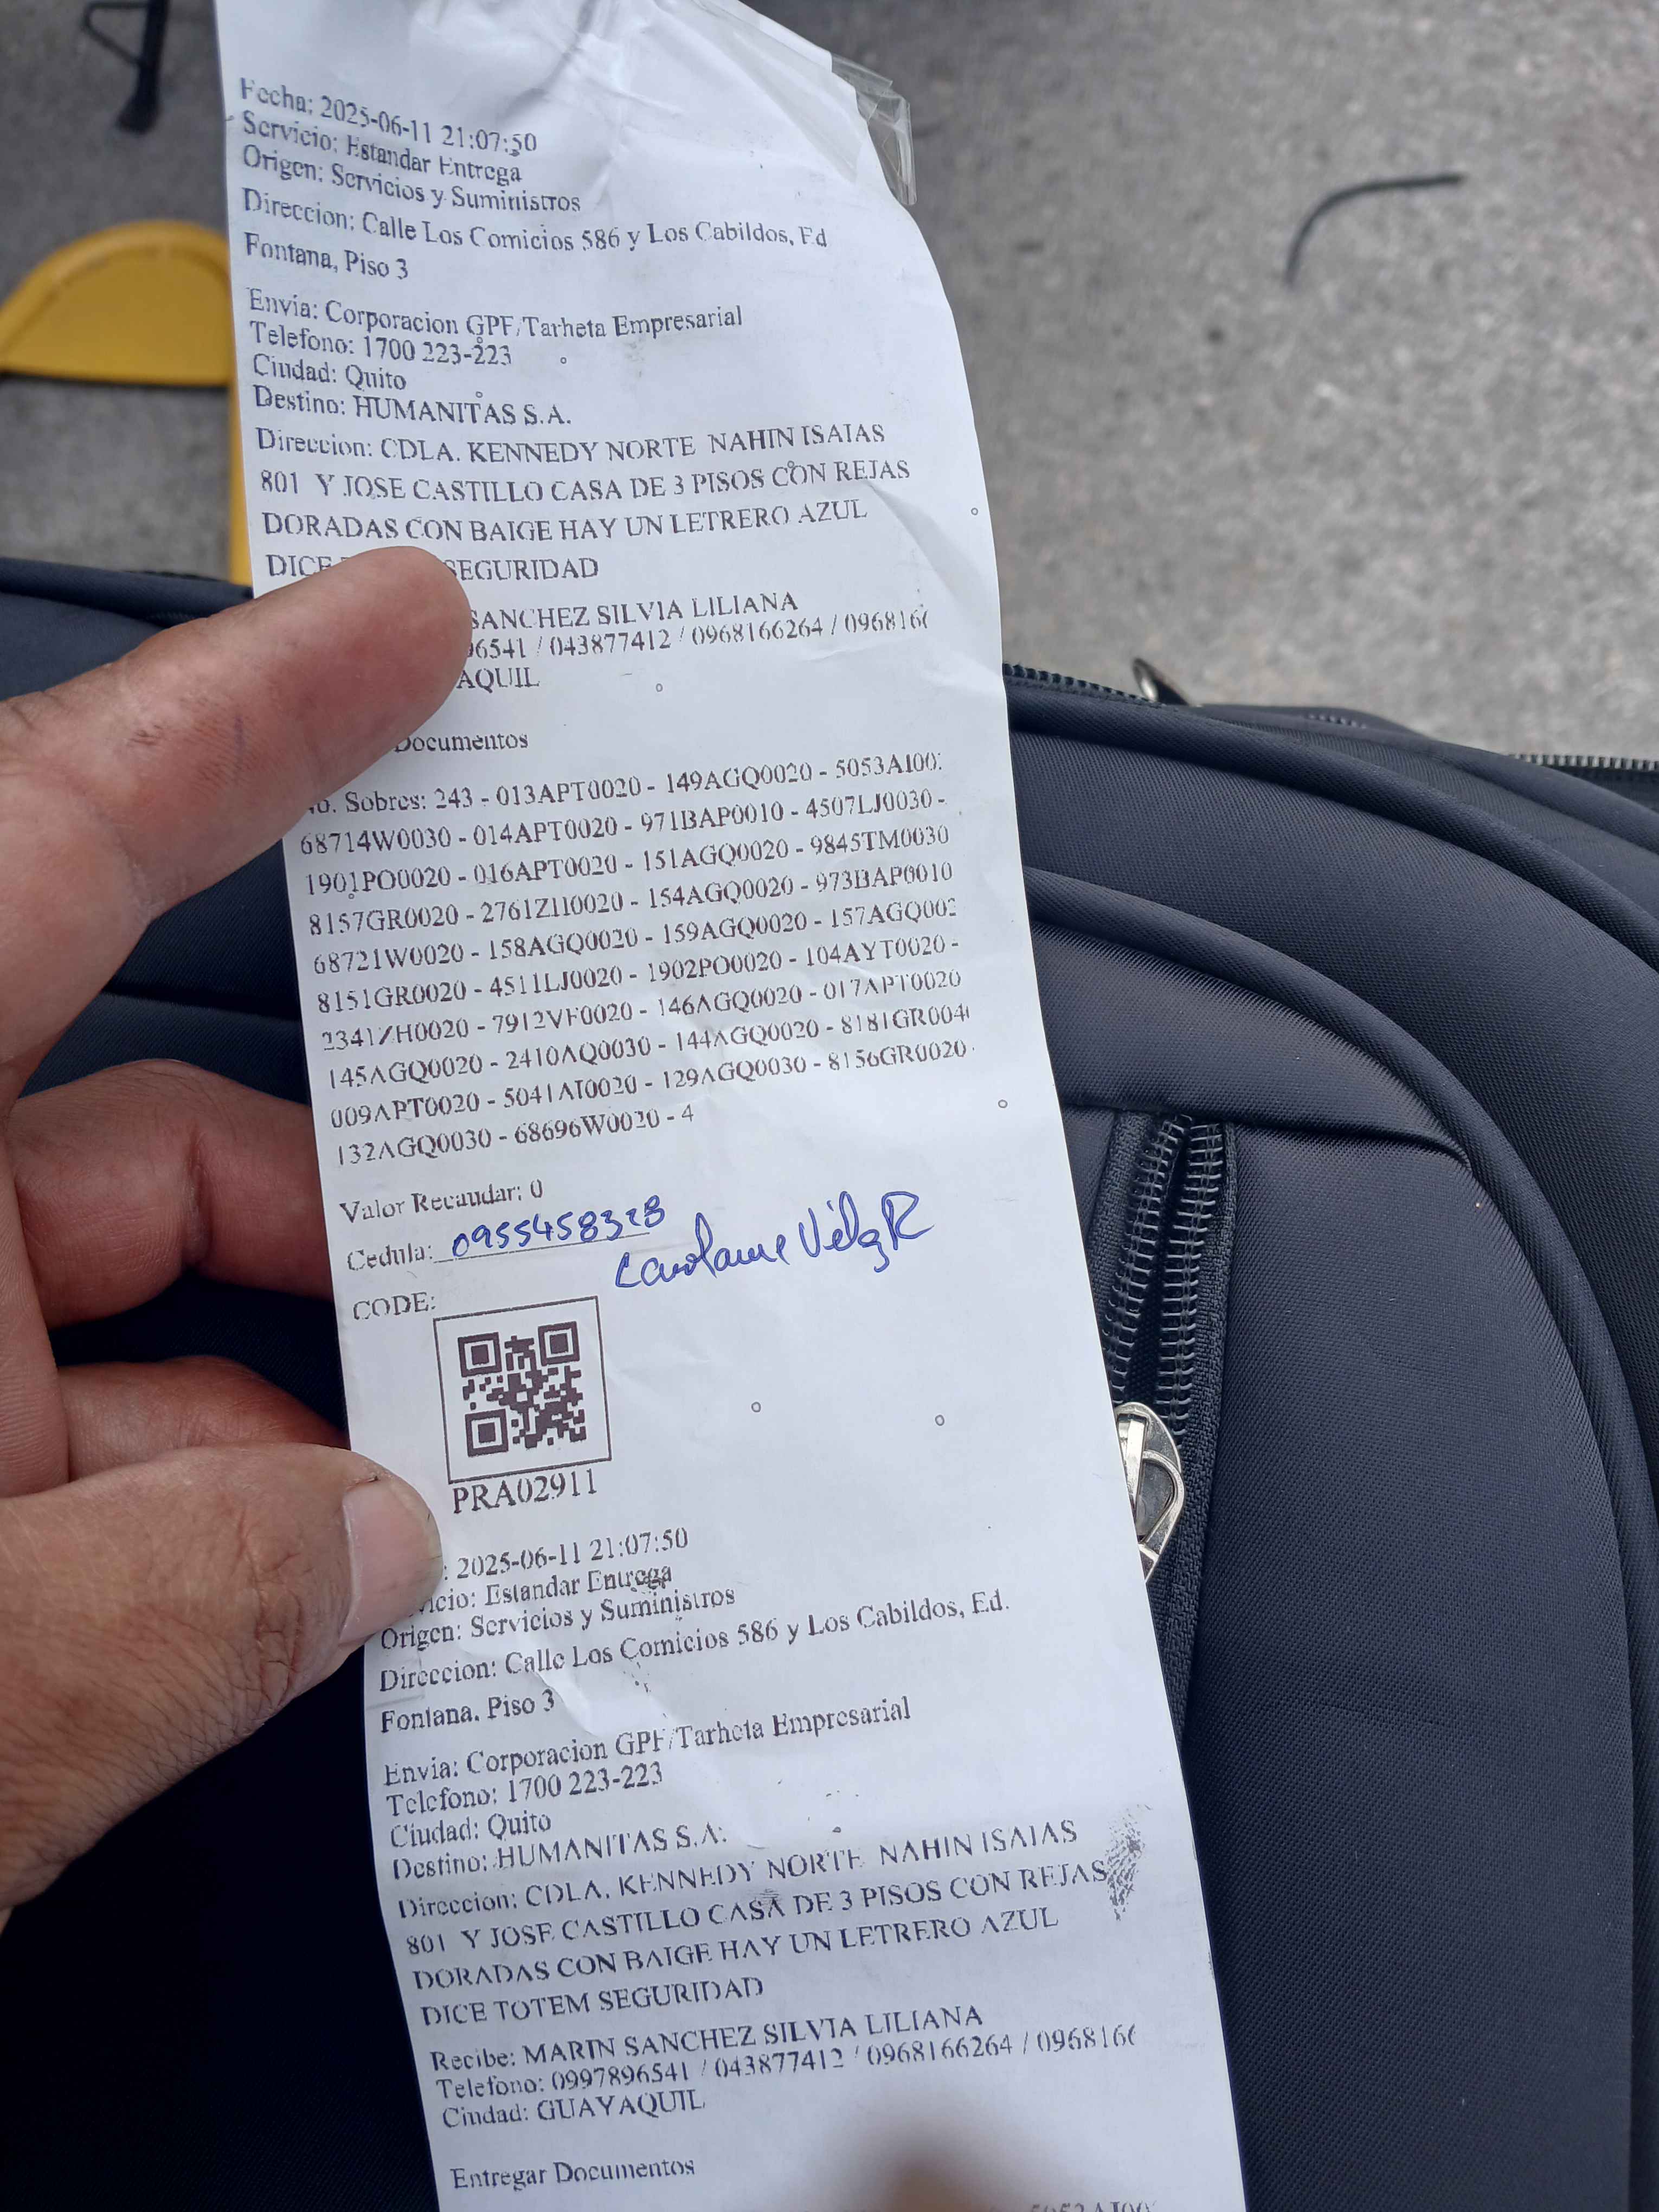 Fecha: 2025-06-11 21:07:50
Servicio: Estandar Entrega
Origen: Servicios y Suministros
Direccion: Calle Los Comicios 586 y Los Cabildos, Ed
Fontana, Piso 3
Envia: Corporacion GPF/Tarheta Empresarial
Telefono: 1700 223-223
Ciudad: Quito
Destino: HUMANITAS S.A.
Direccion: CDLA. KENNEDY NORTE NAHIN ISAIAS
801 Y JOSE CASTILLO CASA DE 3 PISOS CON REJAS
DORADAS CON BAIGE HAY UN LETRERO AZUL
DICE SEGURIDAD
SANCHEZ SILVIA LILIANA
96541 / 043877412 / 0968166264 / 096816
AQUIL
Documentos
No. Sobres: 243 - 013APT0020 - 149AGQ0020 - 5053AI00
68714W0030 - 014APT0020 - 971BAP0010 - 4507LJ0030 -
1901PO0020 - 016APT0020 - 151AGQ0020 - 9845TM0030
8157GR0020 - 2761ZH0020 - 154AGQ0020 - 973BAP0010
68721W0020 - 158AGQ0020 - 159AGQ0020 - 157AGQ002
8151GR0020 - 4511LJ0020 - 1902PO0020 - 104AYT0020 -
2341ZH0020 - 7912VF0020 - 146AGQ0020 - 017APT0020
145AGQ0020 - 2410AQ0030 - 144AGQ0020 - 8181GR004
009APT0020 - 5041AI0020 - 129AGQ0030 - 8156GR0020
132AGQ0030 - 68696W0020 - 4
Valor Recaudar: 0
Cedula: 0955458328
CODE:
PRA02911
: 2025-06-11 21:07:50
vicio: Estandar Entrega
Origen: Servicios y Suministros
Direccion: Calle Los Comicios 586 y Los Cabildos, Ed.
Fontana, Piso 3
Envia: Corporacion GPF/Tarheta Empresarial
Telefono: 1700 223-223
Ciudad: Quito
Destino: HUMANITAS S.A.
Direccion: CDLA. KENNEDY NORTE NAHIN ISAIAS
801 Y JOSE CASTILLO CASA DE 3 PISOS CON REJAS
DORADAS CON BAIGE HAY UN LETRERO AZUL
DICE TOTEM SEGURIDAD
Recibe: MARIN SANCHEZ SILVIA LILIANA
Telefono: 0997896541 / 043877412 / 0968166264 / 096816
Ciudad: GUAYAQUIL
Entregar Documentos